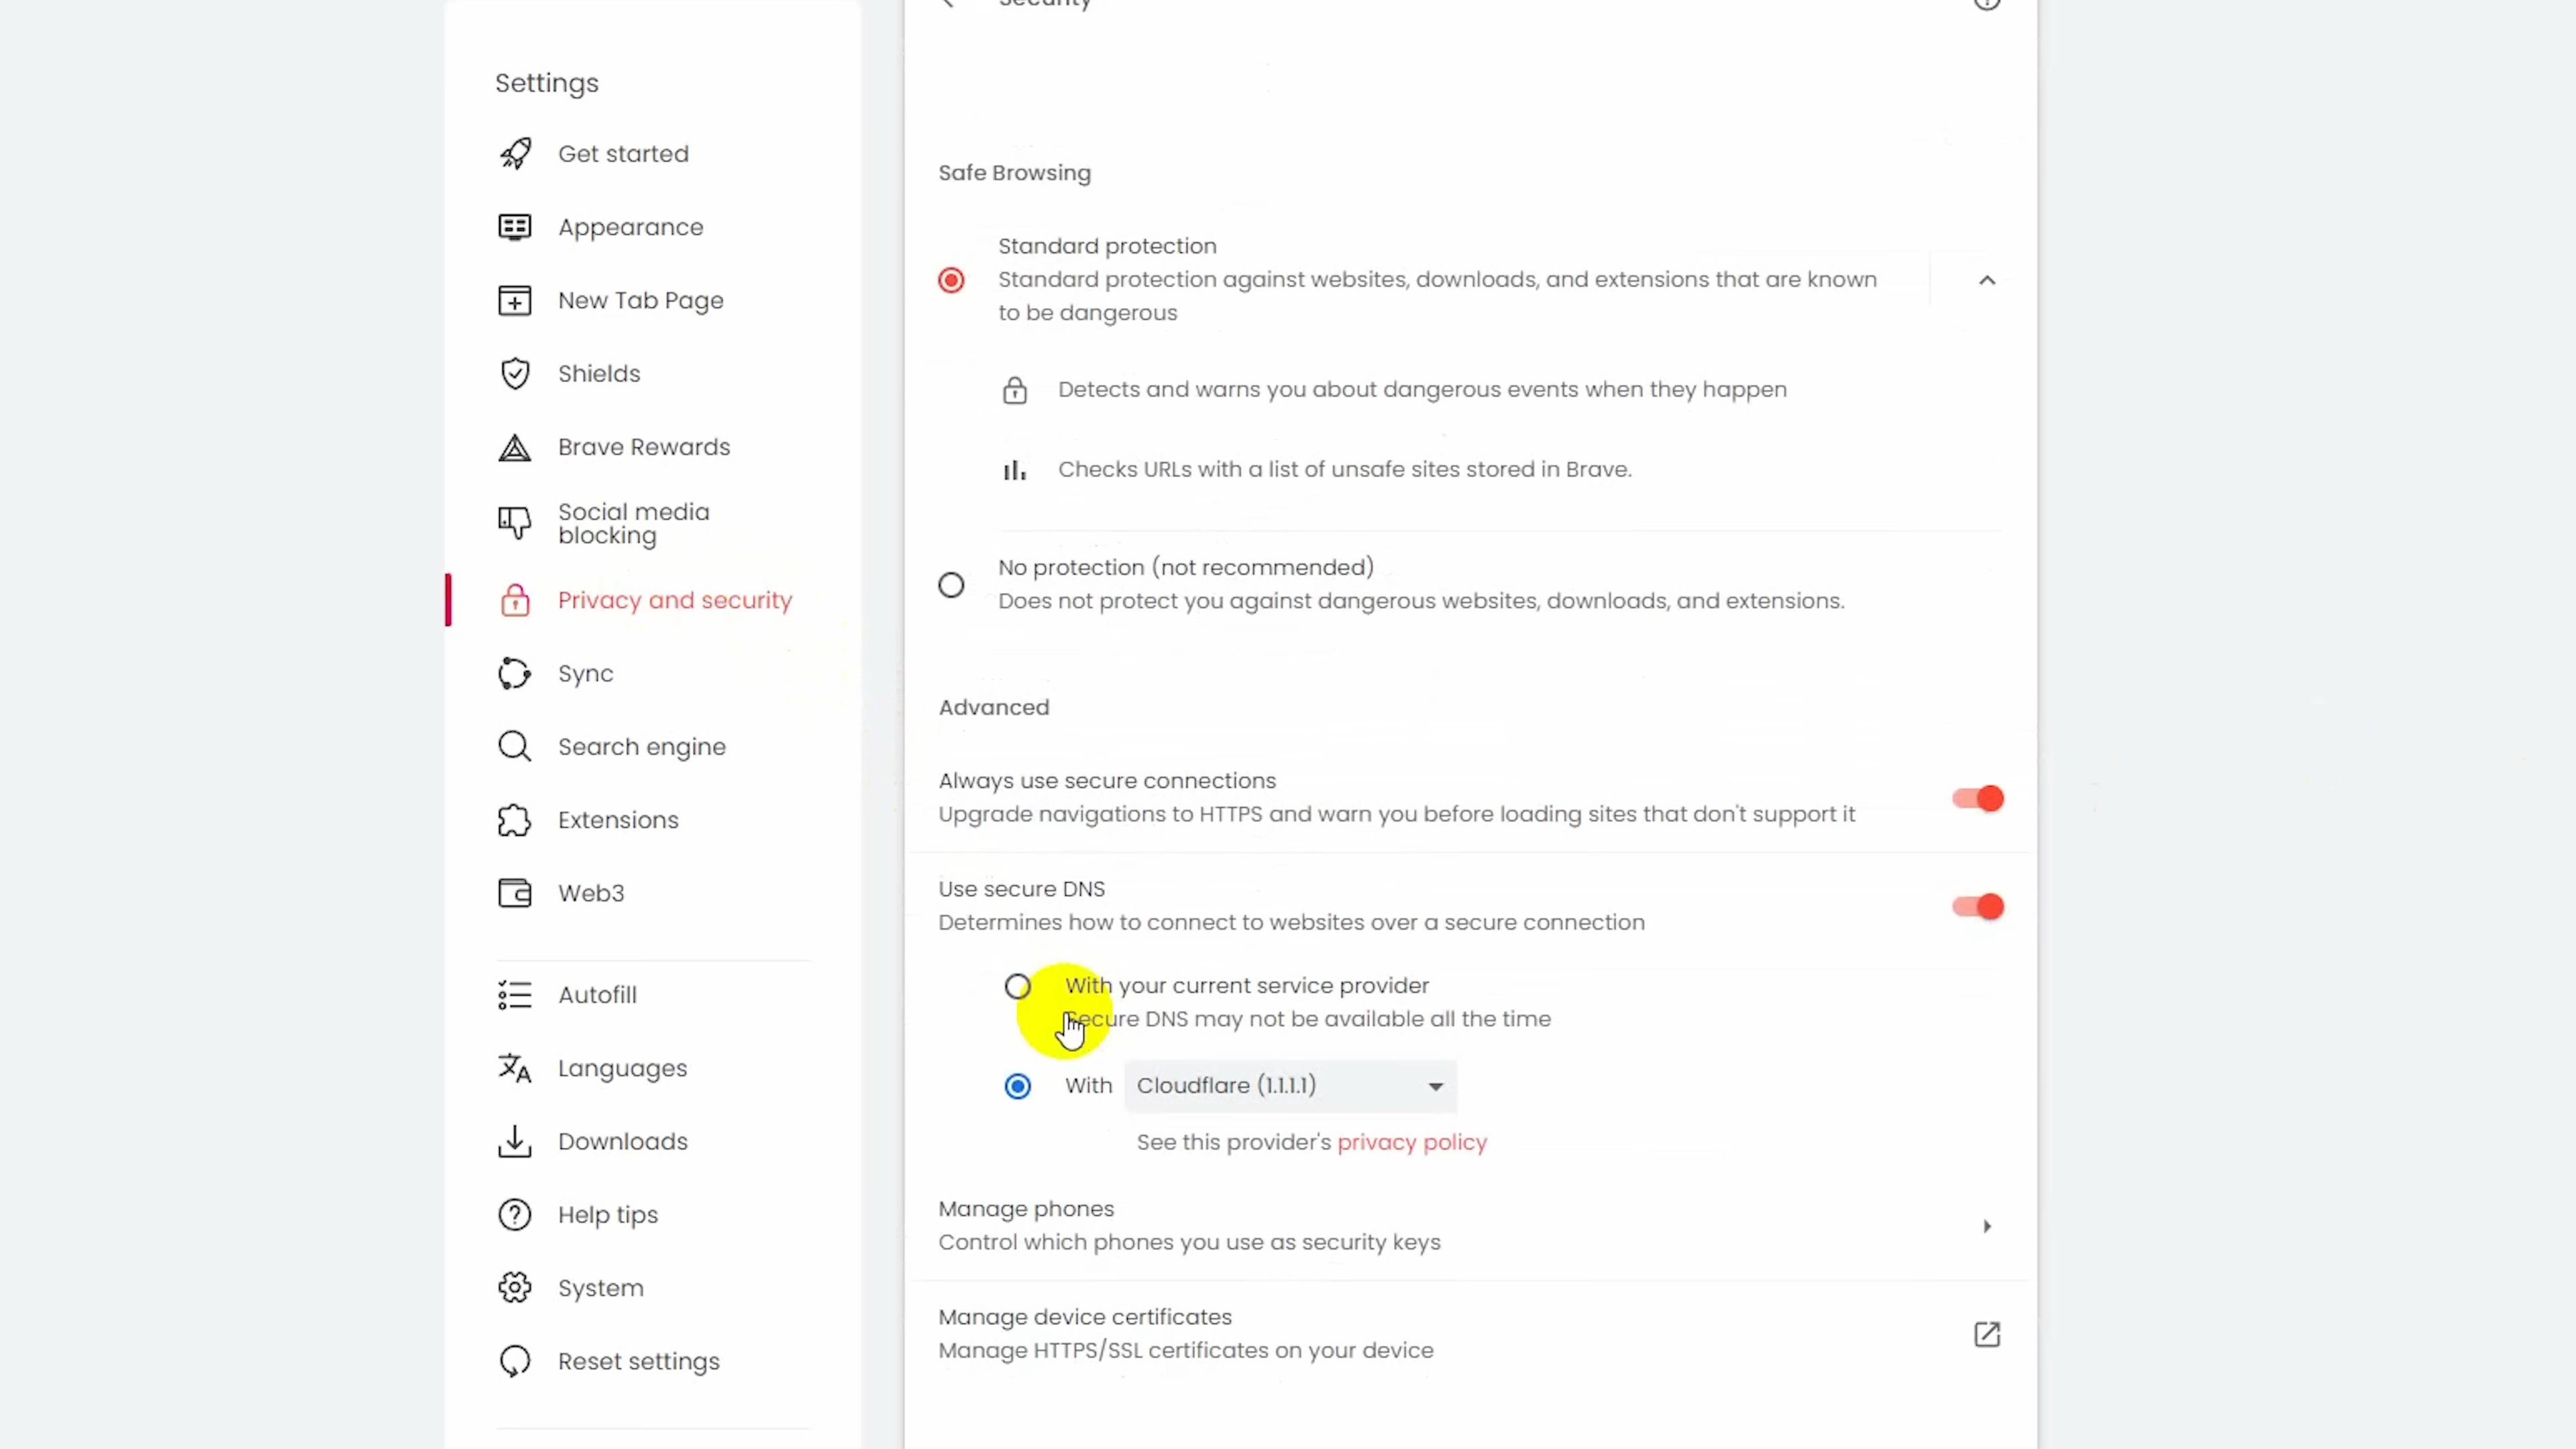 Security
Settings
Get started
Appearance
New Tab Page
Shields
Brave Rewards
Social media
blocking
Privacy and security
Sync
Search engine
Extensions
Web3
Autofill
Languages
Downloads
Help tips
System
Reset settings
Safe Browsing
Standard protection
Standard protection against websites, downloads, and extensions that are known
to be dangerous
Detects and warns you about dangerous events when they happen
Checks URLs with a list of unsafe sites stored in Brave.
No protection (not recommended)
Does not protect you against dangerous websites, downloads, and extensions.
Advanced
Always use secure connections
Upgrade navigations to HTTPS and warn you before loading sites that don't support it
Use secure DNS
Determines how to connect to websites over a secure connection
With your current service provider
Secure DNS may not be available all the time
With Cloudflare (1.1.1.1)
See this provider's privacy policy
Manage phones
Control which phones you use as security keys
Manage device certificates
Manage HTTPS/SSL certificates on your device